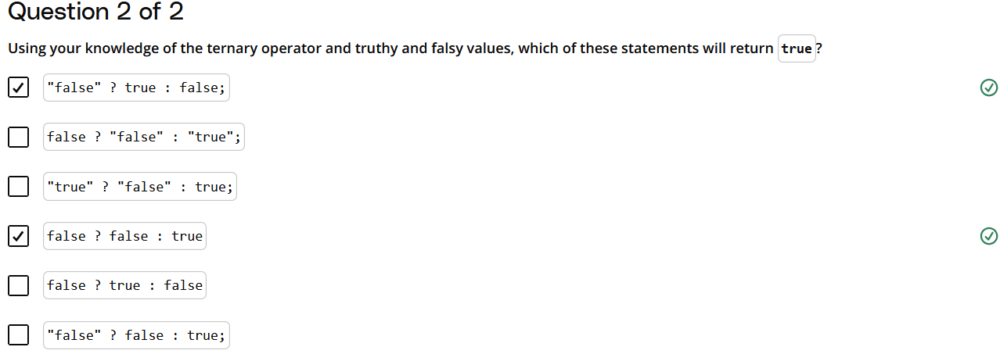 Question 2 of 2
Using your knowledge of the ternary operator and truthy and falsy values, which of these statements will return true?
"false" ? true : false;
false ? "false" : "true";
"true" ? "false" : true;
false ? false : true
false ? true : false
"false" ? false : true;